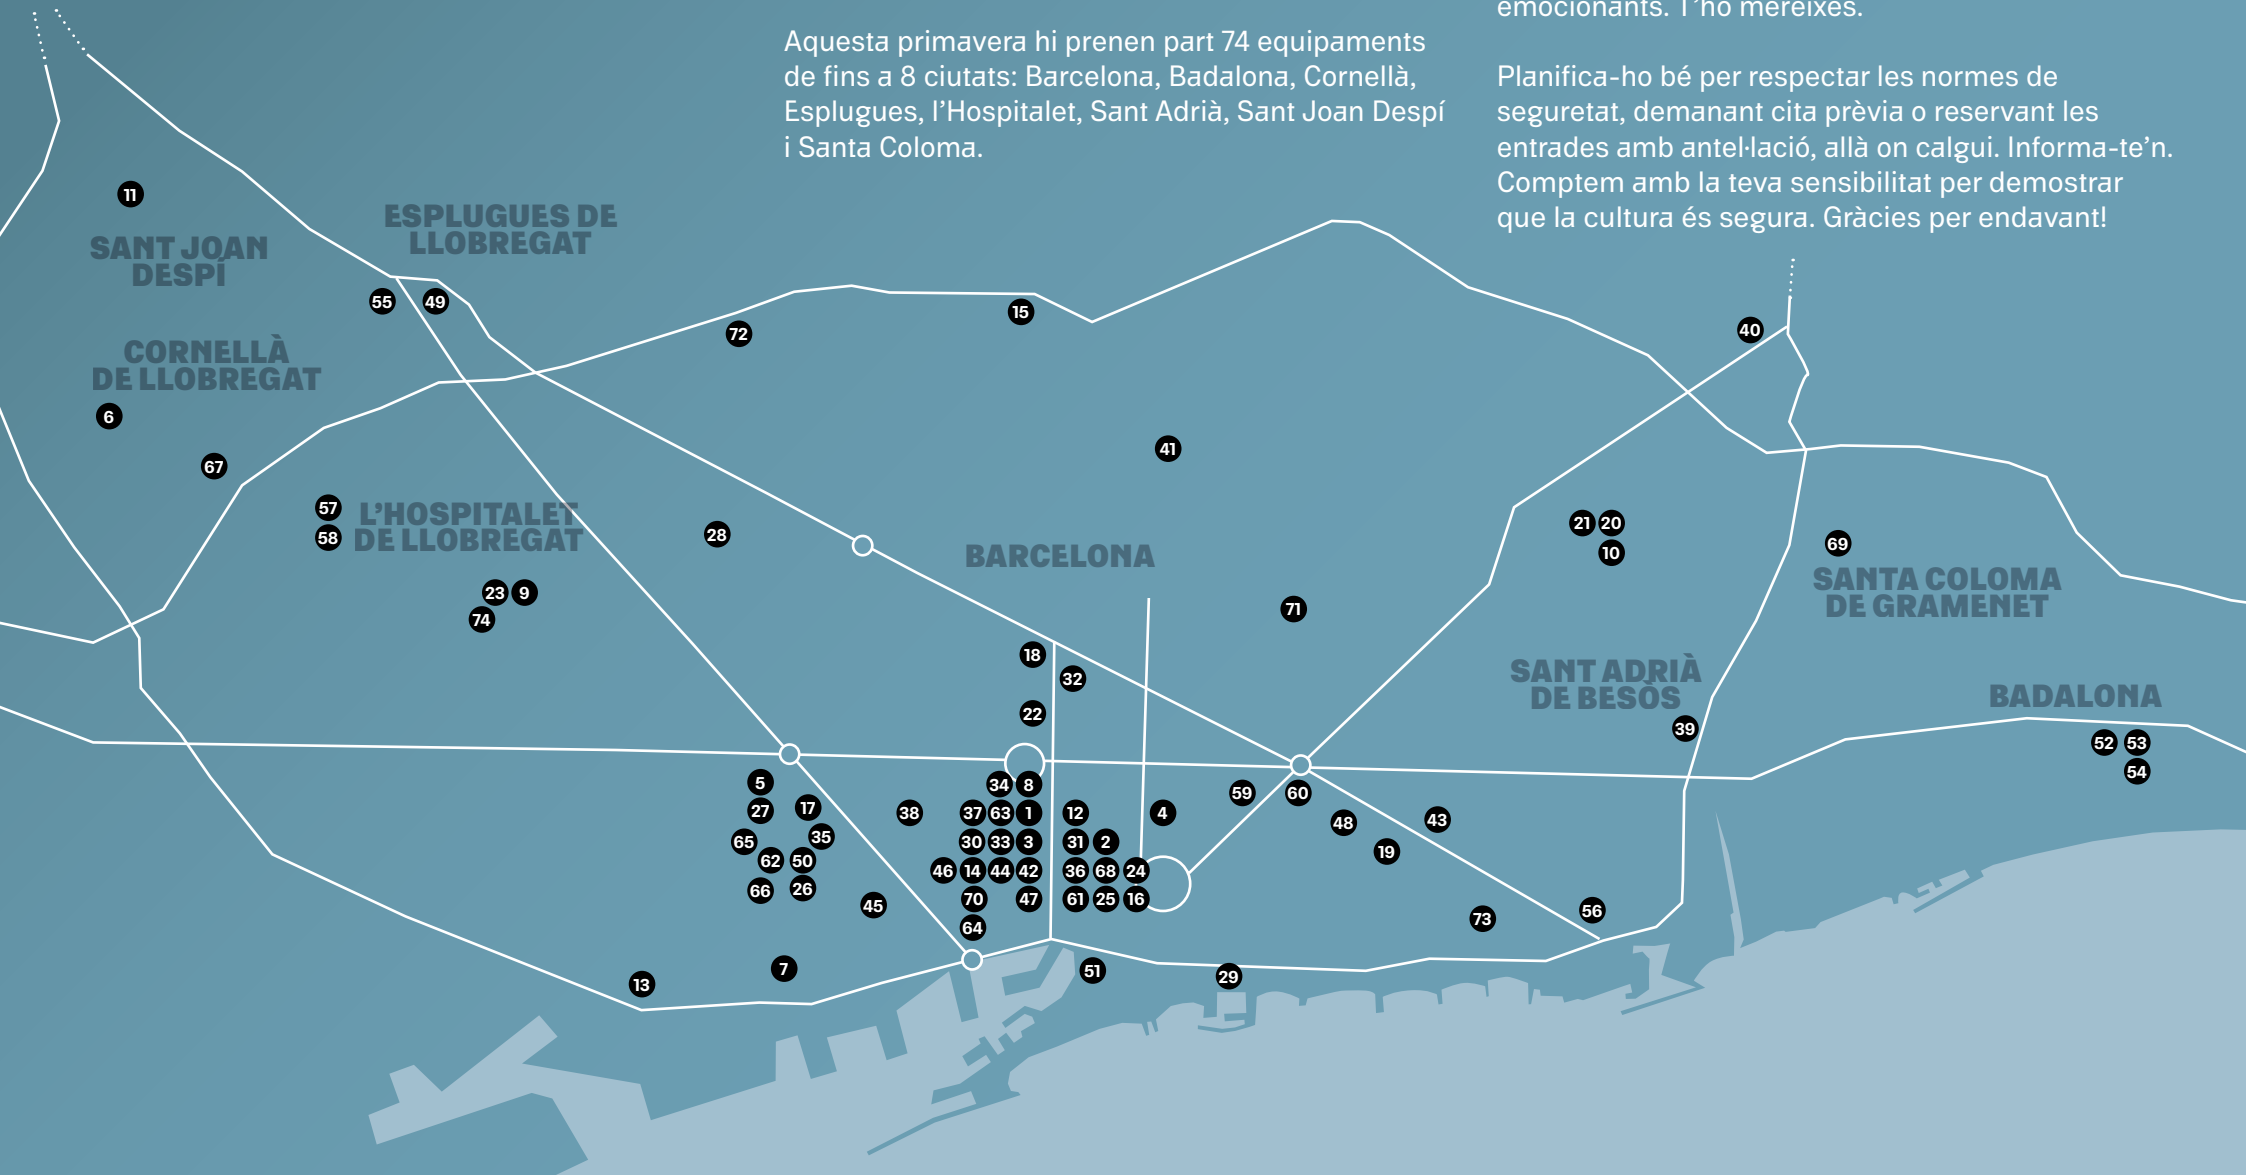 emocionants. T'ho mereixes.
Aquesta primavera hi prenen part 74 equipaments
de fins a 8 ciutats: Barcelona, Badalona, Cornellà,
Esplugues, l'Hospitalet, Sant Adrià, Sant Joan Despí
i Santa Coloma.
Planifica-ho bé per respectar les normes de
seguretat, demanant cita prèvia o reservant les
entrades amb antel·lació, allà on calgui. Informa-te'n.
Comptem amb la teva sensibilitat per demostrar
que la cultura és segura. Gràcies per endavant!
11
SANT JOAN
DESPÍ
ESPLUGUES DE
LLOBREGAT
55 49
72
15
40
CORNELLÀ
DE LLOBREGAT
6
67
41
57
58
L'HOSPITALET
DE LLOBREGAT
28
BARCELONA
21 20
10
69
SANTA COLOMA
DE GRAMENET
23 9
74
71
18
32
22
SANT ADRIÀ
DE BESÒS
39
BADALONA
52 53
54
5
27 17
65 35
62 50
66 26
38
45
34 8
37 63 1
30 33 3
46 14 44 42
70 47
64
12
31 2
36 68 24
61 25 16
4
59
60
48
43
19
73
56
13
7
51
29